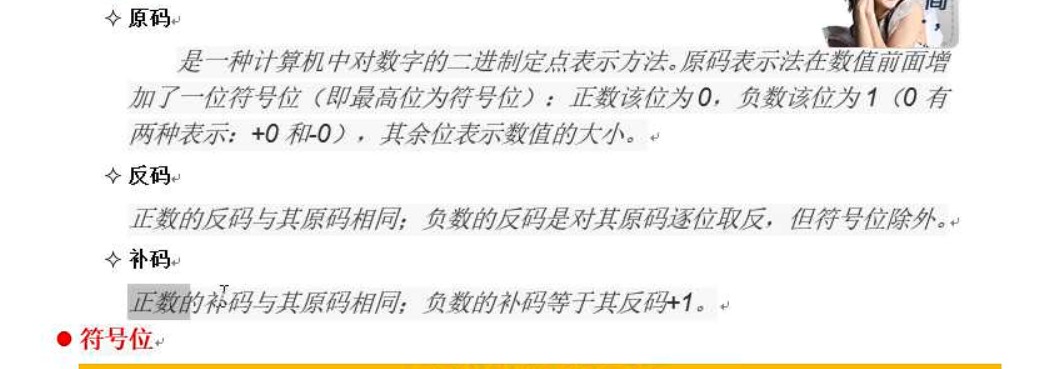 原码
是一种计算机中对数字的二进制定点表示方法。原码表示法在数值前面增
加了一位符号位（即最高位为符号位）：正数该位为0，负数该位为1（0有
两种表示：+0和-0），其余位表示数值的大小。
反码
正数的反码与其原码相同；负数的反码是对其原码逐位取反，但符号位除外。
补码
正数的补码与其原码相同；负数的补码等于其反码+1。
符号位